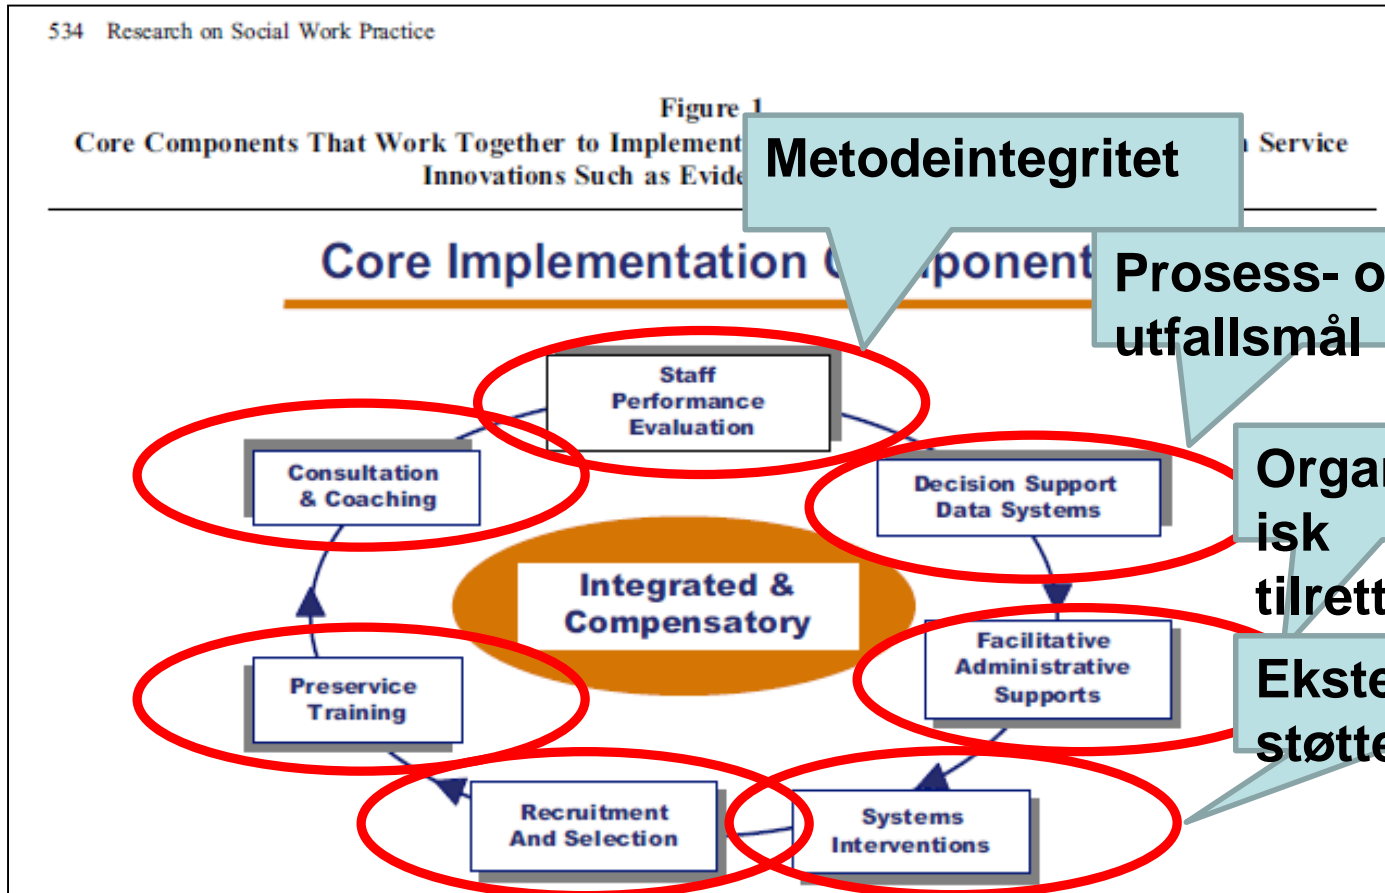 534 Research on Social Work Practice
Figure 1
Core Components That Work Together to Implement Service
Innovations Such as
Metodeintegritet
Core Implementation
Prosess-
utfallsmål
Staff
Performance
Evaluation
Consultation
& Coaching
Decision Support
Data Systems
isk
Integrated &
Compensatory
Facilitative
Administrative
Supports
Preservice
Training
Recruitment
And Selection
Systems
Interventions